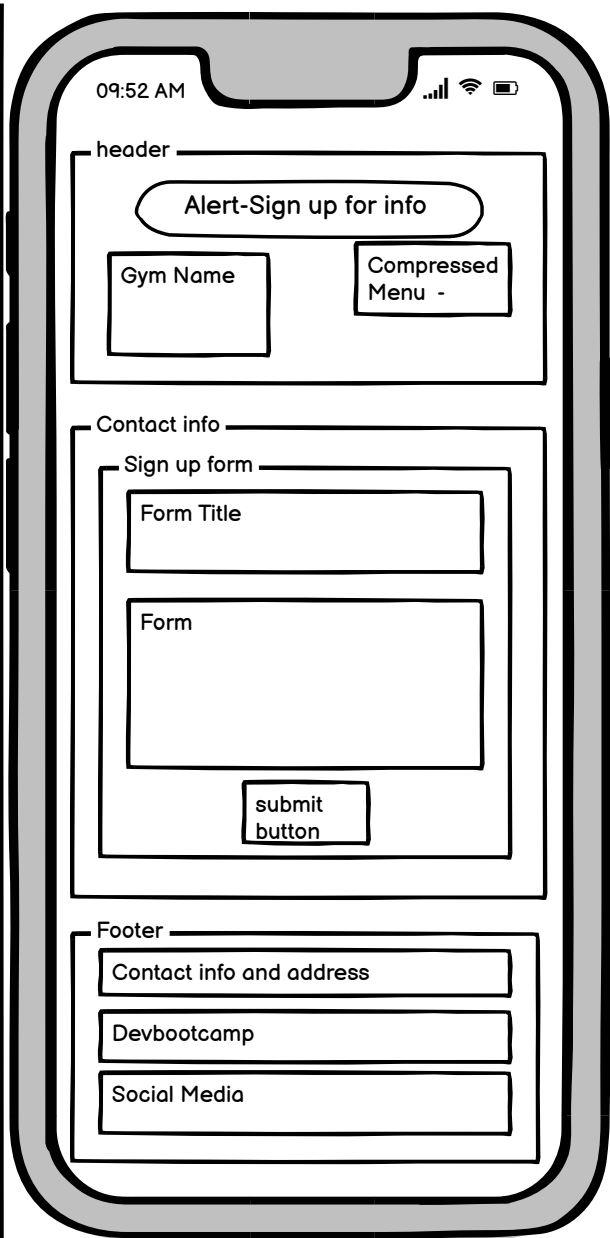 09:52 AM
header
Alert-Sign up for info
Gym Name
Compressed
Menu -
Contact info
Sign up form
Form Title
Form
submit
button
Footer
Contact info and address
Devbootcamp
Social Media